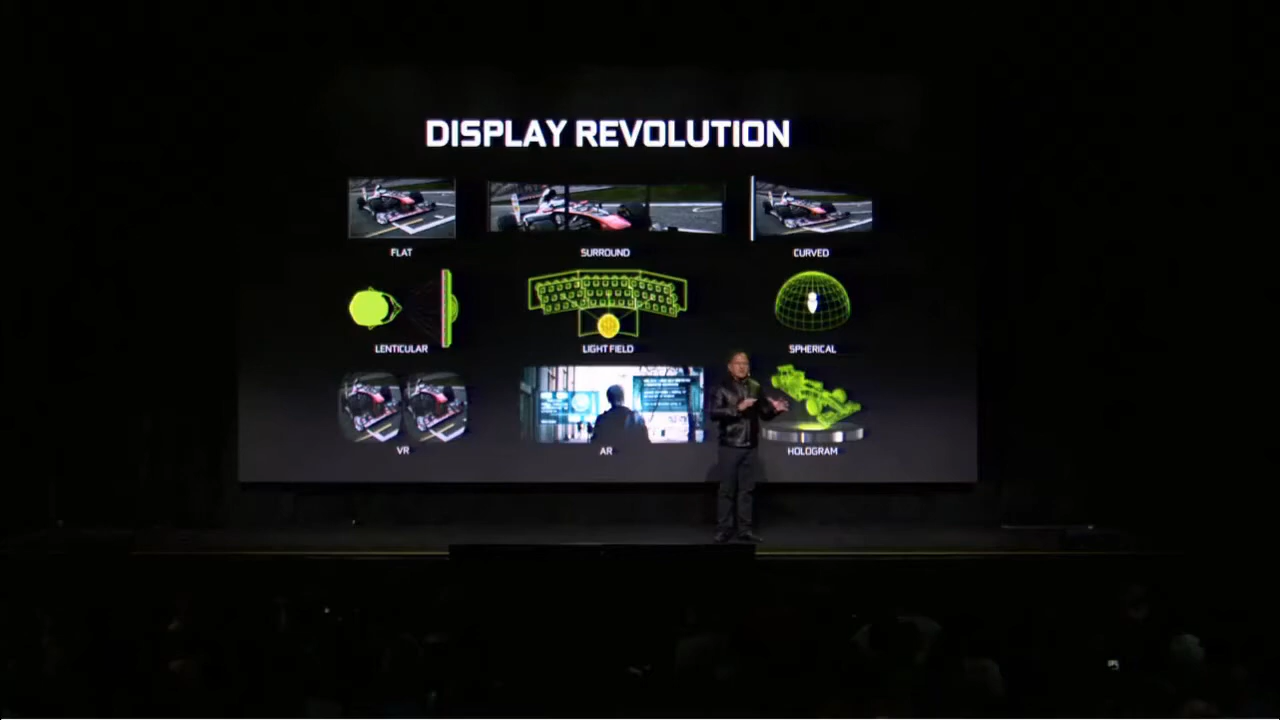 DISPLAY REVOLUTION
FLAT
SURROUND
CURVED
LENTICULAR
LIGHT FIELD
SPHERICAL
VR
AR
HOLOGRAM